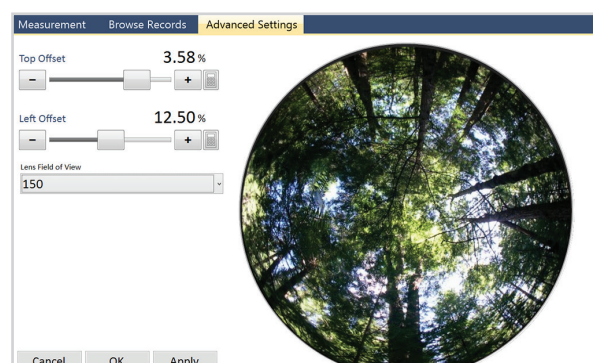 Measurement Browse Records Advanced Settings
Top Offset 3.58 %
- +
Left Offset 12.50 %
- +
Lens Field of View
150
Cancel OK Apply